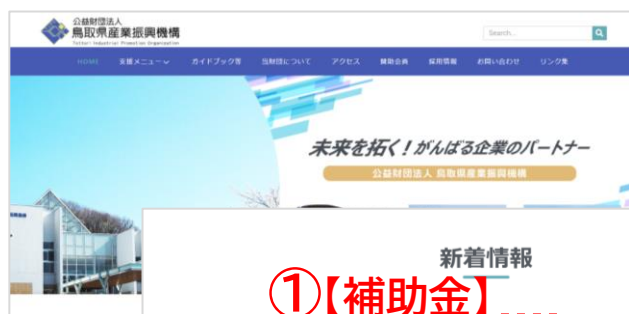 公益財団法人
鳥取県産業振興機構
Tottori Industrial Promotion Organization
Search...
HOME 支援メニュー ガイドブック等 当財団について アクセス 賛助会員 採用情報 お問い合わせ リンク集
未来を拓く！がんばる企業のパートナー
公益財団法人 鳥取県産業振興機構
新着情報
①【補助金】....